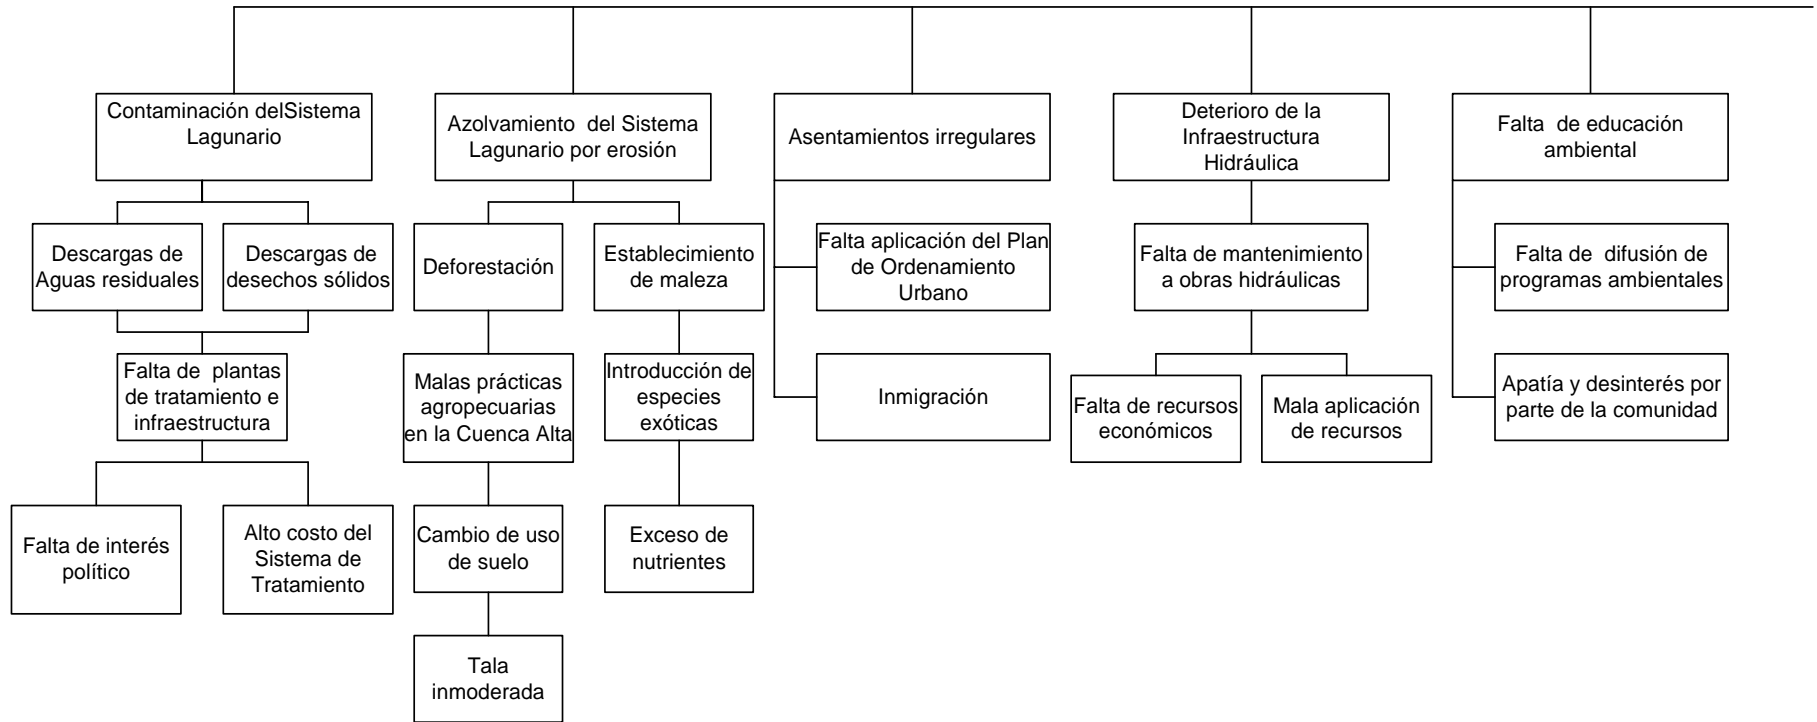 Contaminación delSistema
Lagunario
Azolvamiento del Sistema
Lagunario por erosión
Asentamientos irregulares
Deterioro de la
Infraestructura
Hidráulica
Falta de educación
ambiental
Descargas de
Aguas residuales
Descargas de
desechos sólidos
Deforestación
Establecimiento
de maleza
Falta aplicación del Plan
de Ordenamiento
Urbano
Falta de mantenimiento
a obras hidráulicas
Falta de difusión de
programas ambientales
Falta de plantas
de tratamiento e
infraestructura
Malas prácticas
agropecuarias
en la Cuenca Alta
Introducción de
especies
exóticas
Inmigración
Falta de recursos
económicos
Mala aplicación
de recursos
Apatía y desinterés por
parte de la comunidad
Falta de interés
político
Alto costo del
Sistema de
Tratamiento
Cambio de uso
de suelo
Exceso de
nutrientes
Tala
inmoderada